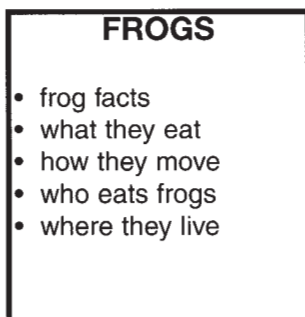 FROGS
• frog facts
• what they eat
• how they move
• who eats frogs
• where they live